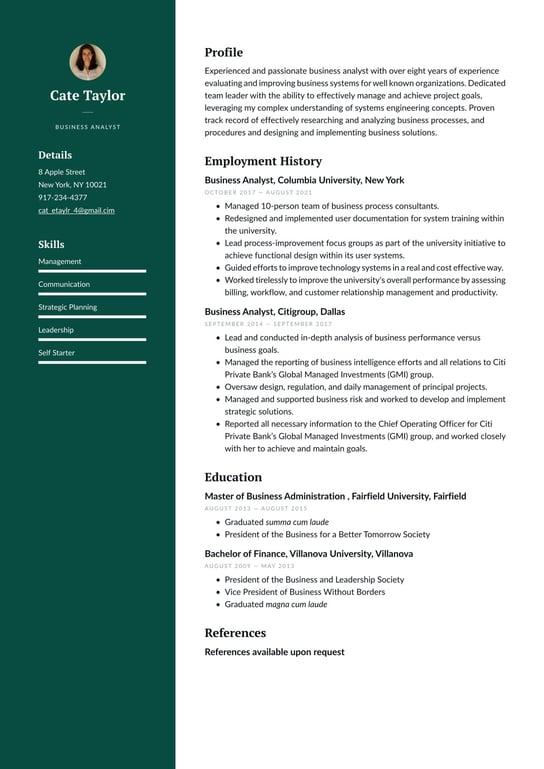 Cate Taylor
BUSINESS ANALYST
Details
8 Apple Street
New York, NY 10021
917-234-4377
cat_etaylr_4@gmail.cim
Skills
Management
Communication
Strategic Planning
Leadership
Self Starter
Profile
Experienced and passionate business analyst with over eight years of experience
evaluating and improving business systems for well known organizations. Dedicated
team leader with the ability to effectively manage and achieve project goals,
leveraging my complex understanding of systems engineering concepts. Proven
track record of effectively researching and analyzing business processes, and
procedures and designing and implementing business solutions.
Employment History
Business Analyst, Columbia University, New York
OCTOBER 2017 — AUGUST 2021
• Managed 10-person team of business process consultants.
• Redesigned and implemented user documentation for system training within
the university.
• Lead process-improvement focus groups as part of the university initiative to
achieve functional design within its user systems.
• Guided efforts to improve technology systems in a real and cost effective way.
• Worked tirelessly to improve the university's overall performance by assessing
billing, workflow, and customer relationship management and productivity.
Business Analyst, Citigroup, Dallas
SEPTEMBER 2014 — SEPTEMBER 2017
• Lead and conducted in-depth analysis of business performance versus
business goals.
• Managed the reporting of business intelligence efforts and all relations to Citi
Private Bank's Global Managed Investments (GMI) group.
• Oversaw design, regulation, and daily management of principal projects.
• Managed and supported business risk and worked to develop and implement
strategic solutions.
• Reported all necessary information to the Chief Operating Officer for Citi
Private Bank's Global Managed Investments (GMI) group, and worked closely
with her to achieve and maintain goals.
Education
Master of Business Administration , Fairfield University, Fairfield
AUGUST 2013 — AUGUST 2015
• Graduated summa cum laude
• President of the Business for a Better Tomorrow Society
Bachelor of Finance, Villanova University, Villanova
AUGUST 2009 — MAY 2013
• President of the Business and Leadership Society
• Vice President of Business Without Borders
• Graduated magna cum laude
References
References available upon request